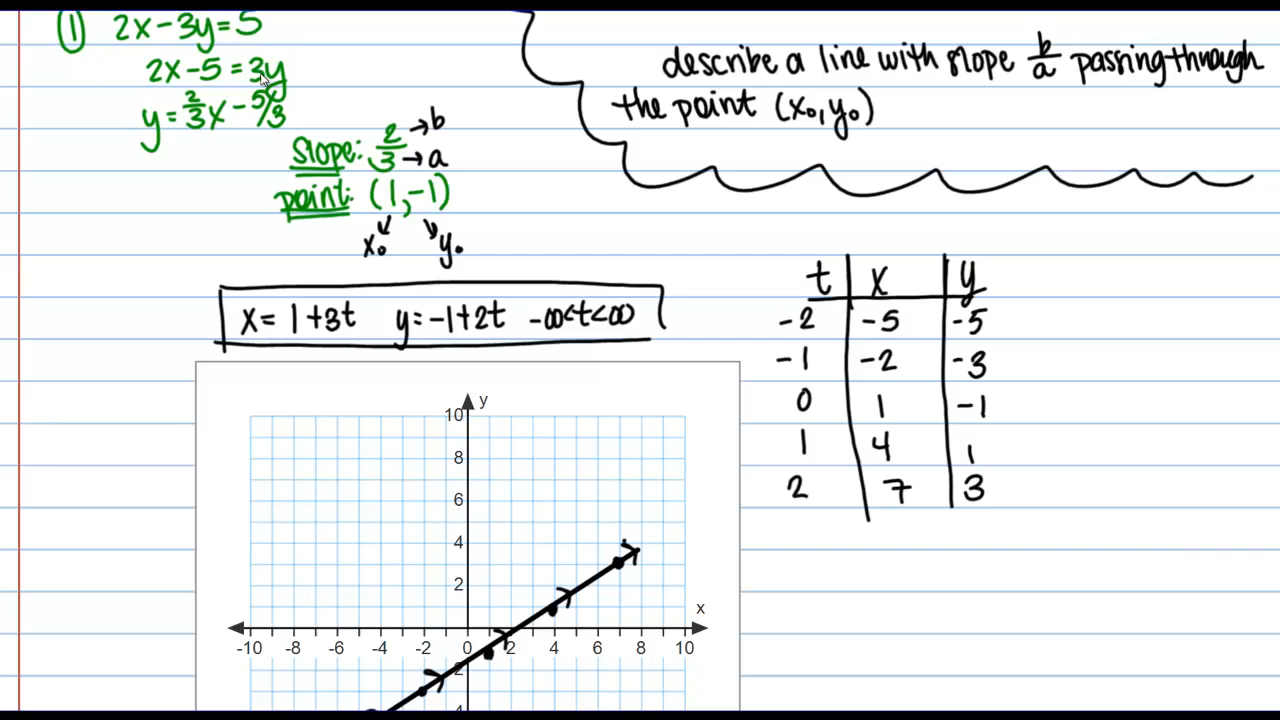 ① 2x-3y=5
2x-5=3y
y=2/3x-5/3
describe a line with slope b/a passing through
the point (x₀,y₀)
slope: 2/3 →b →a
point: (1,-1)
x₀ y₀
x= 1+3t y=-1+2t -∞<t<∞
t x y
-2 -5 -5
-1 -2 -3
0 1 -1
1 4 1
2 7 3
y
10
8
6
4
2
x
-10 -8 -6 -4 -2 0 2 4 6 8 10